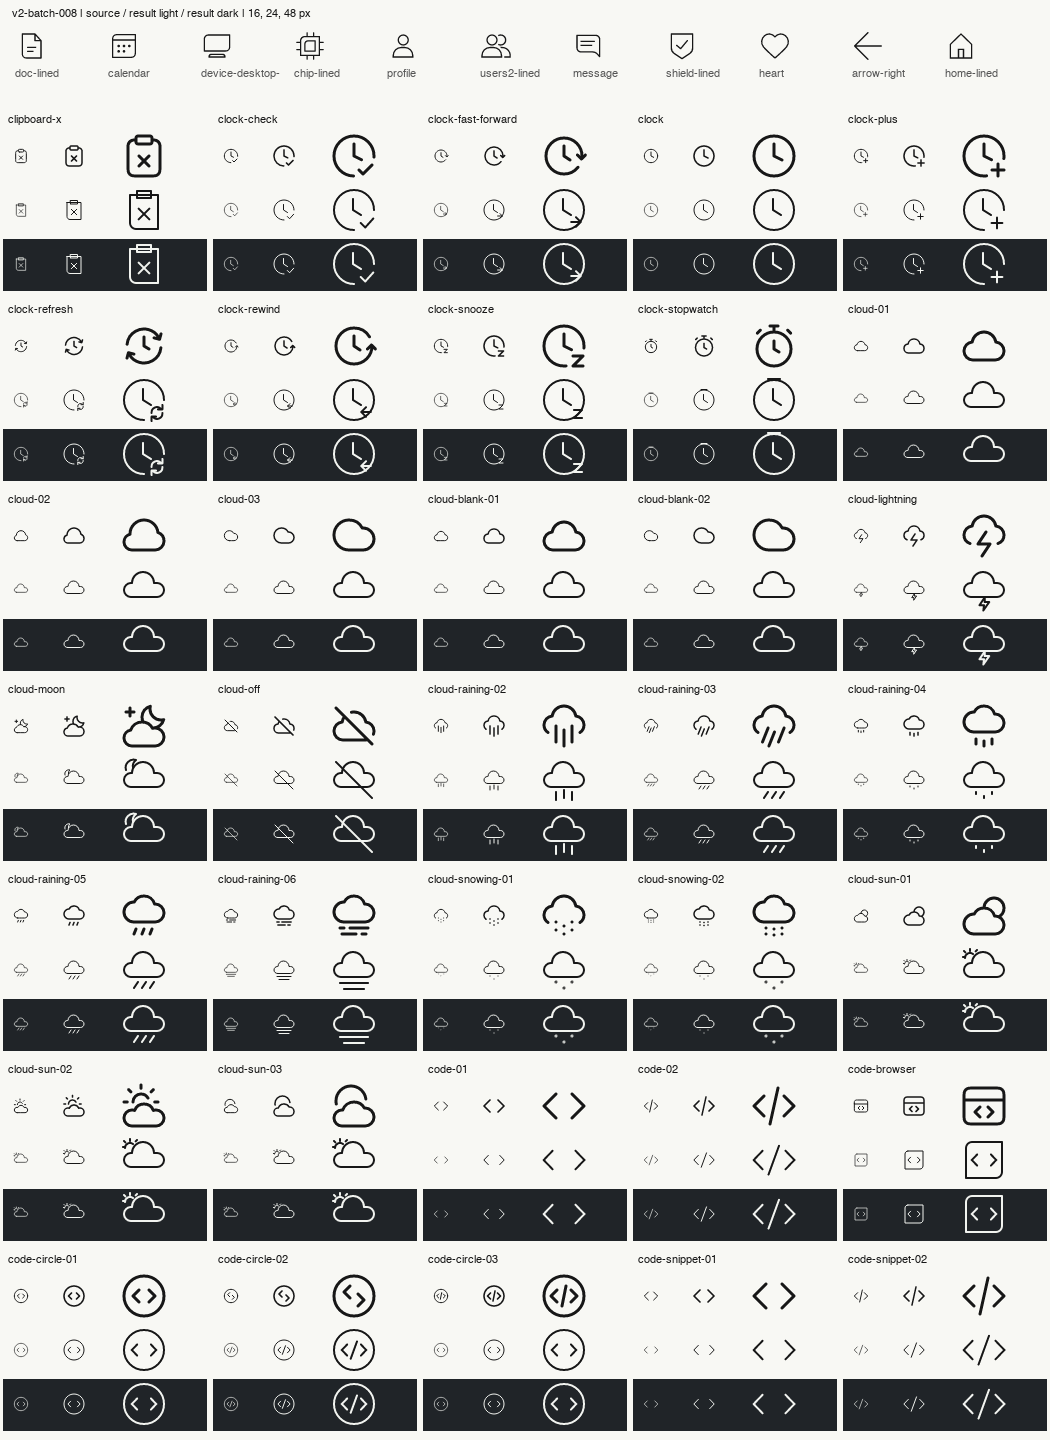 v2-batch-008 | source / result light / result dark | 16, 24, 48 px
doc-lined calendar device-desktop- chip-lined profile users2-lined message shield-lined heart arrow-right home-lined
clipboard-x clock-check clock-fast-forward clock clock-plus
clock-refresh clock-rewind clock-snooze clock-stopwatch cloud-01
cloud-02 cloud-03 cloud-blank-01 cloud-blank-02 cloud-lightning
cloud-moon cloud-off cloud-raining-02 cloud-raining-03 cloud-raining-04
cloud-raining-05 cloud-raining-06 cloud-snowing-01 cloud-snowing-02 cloud-sun-01
cloud-sun-02 cloud-sun-03 code-01 code-02 code-browser
code-circle-01 code-circle-02 code-circle-03 code-snippet-01 code-snippet-02